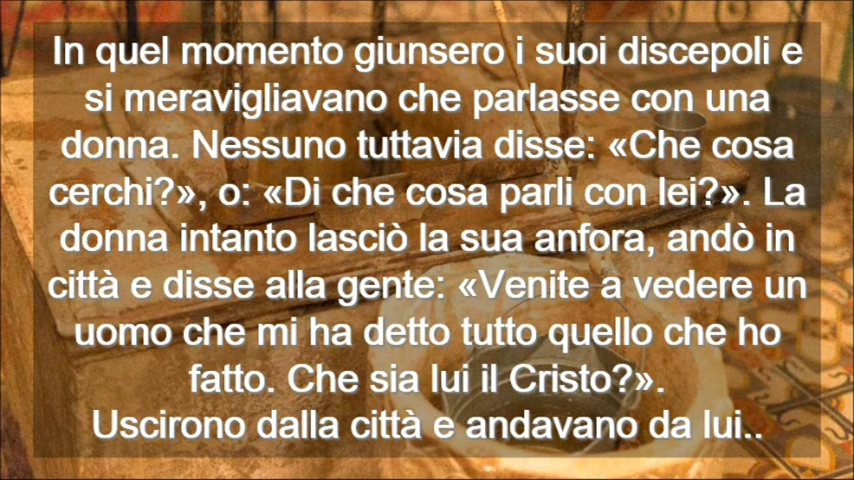 In quel momento giunsero i suoi discepoli e
si meravigliavano che parlasse con una
donna. Nessuno tuttavia disse: «Che cosa
cerchi?», o: «Di che cosa parli con lei?». La
donna intanto lasciò la sua anfora, andò in
città e disse alla gente: «Venite a vedere un
uomo che mi ha detto tutto quello che ho
fatto. Che sia lui il Cristo?».
Uscirono dalla città e andavano da lui..